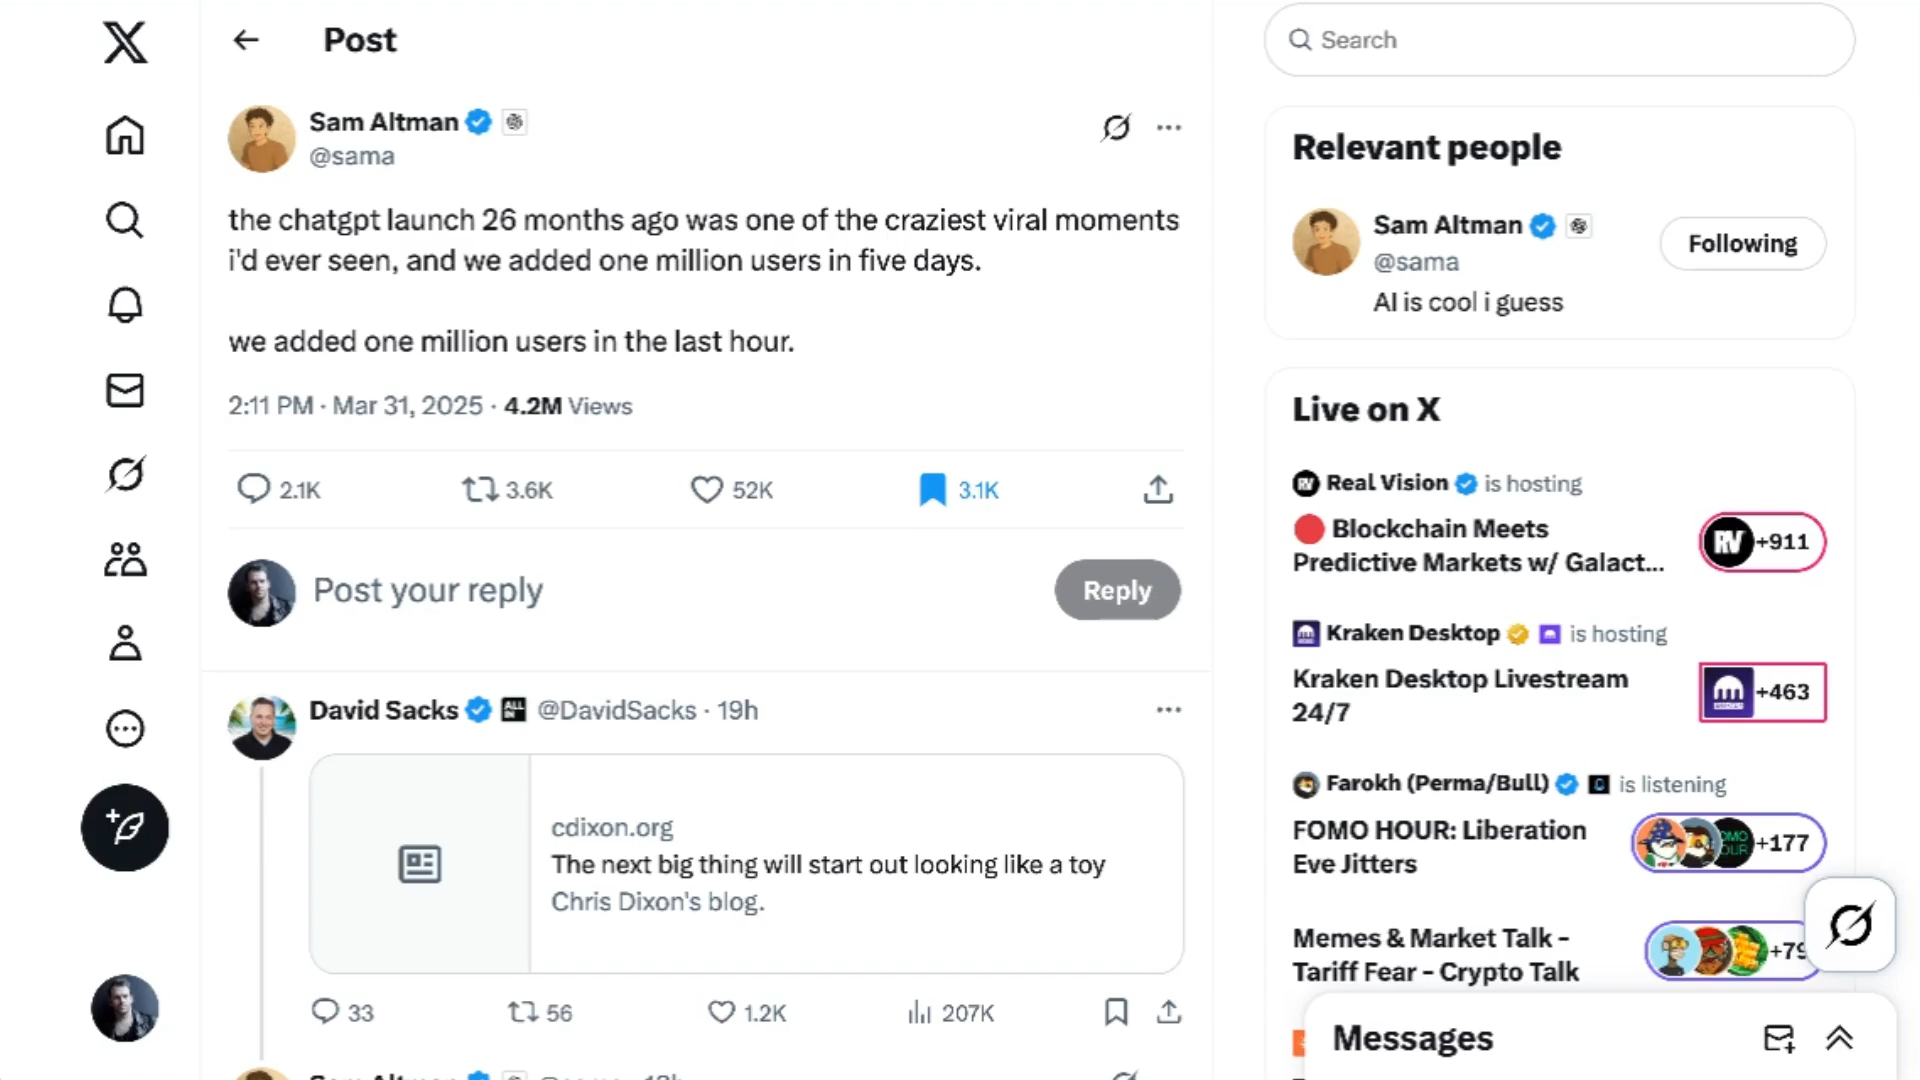 Post
Sam Altman
@sama
the chatgpt launch 26 months ago was one of the craziest viral moments
i'd ever seen, and we added one million users in five days.
we added one million users in the last hour.
2:11 PM · Mar 31, 2025 · 4.2M Views
2.1K 3.6K 52K 3.1K
Post your reply
Reply
David Sacks @DavidSacks · 19h
cdixon.org
The next big thing will start out looking like a toy
Chris Dixon's blog.
33 56 1.2K 207K
Search
Relevant people
Sam Altman
@sama
Following
AI is cool i guess
Live on X
Real Vision is hosting
Blockchain Meets
Predictive Markets w/ Galact...
+911
Kraken Desktop is hosting
Kraken Desktop Livestream
24/7
+463
Farokh (Perma/Bull) is listening
FOMO HOUR: Liberation
Eve Jitters
+177
Memes & Market Talk -
Tariff Fear - Crypto Talk
+79
Messages